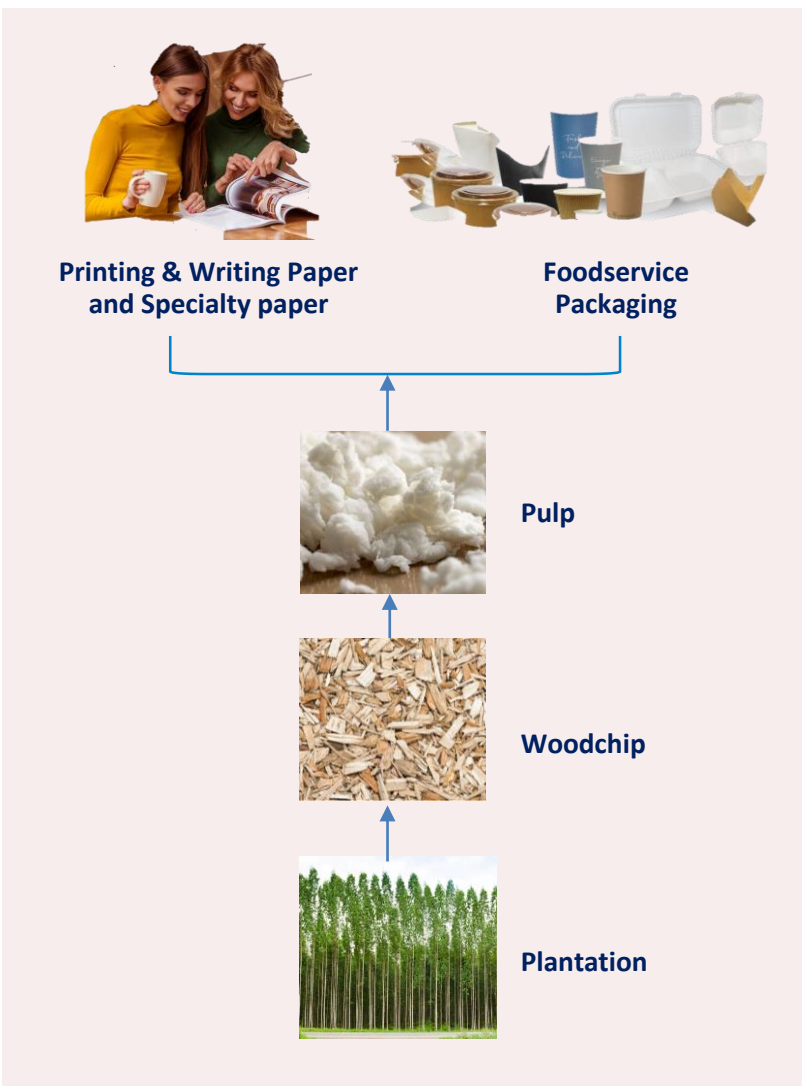 Printing & Writing Paper
and Specialty paper
Foodservice
Packaging
Pulp
Woodchip
Plantation